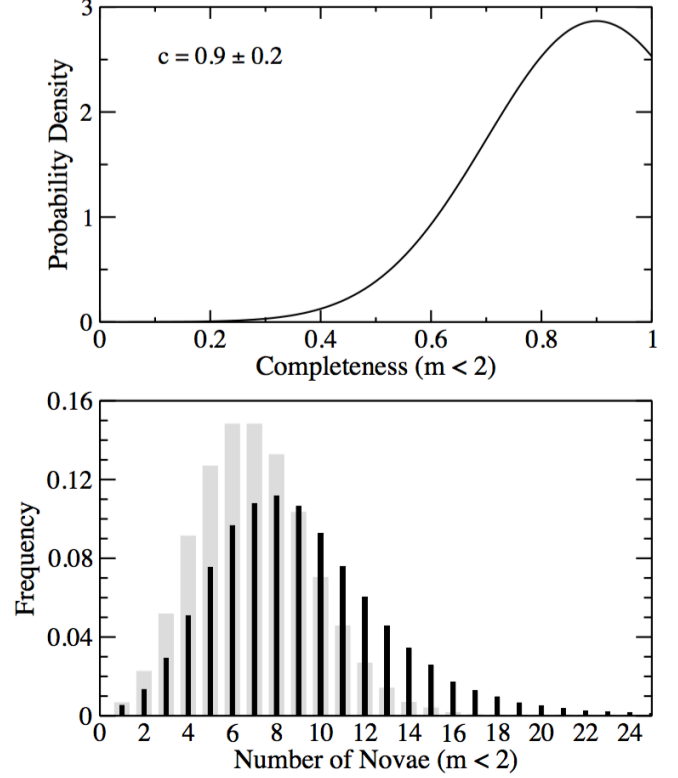 3
2
1
0
Probability Density
c = 0.9 ± 0.2
0 0.2 0.4 0.6 0.8 1
Completeness (m < 2)
0.16
0.12
0.08
0.04
0
Frequency
0 2 4 6 8 10 12 14 16 18 20 22 24
Number of Novae (m < 2)